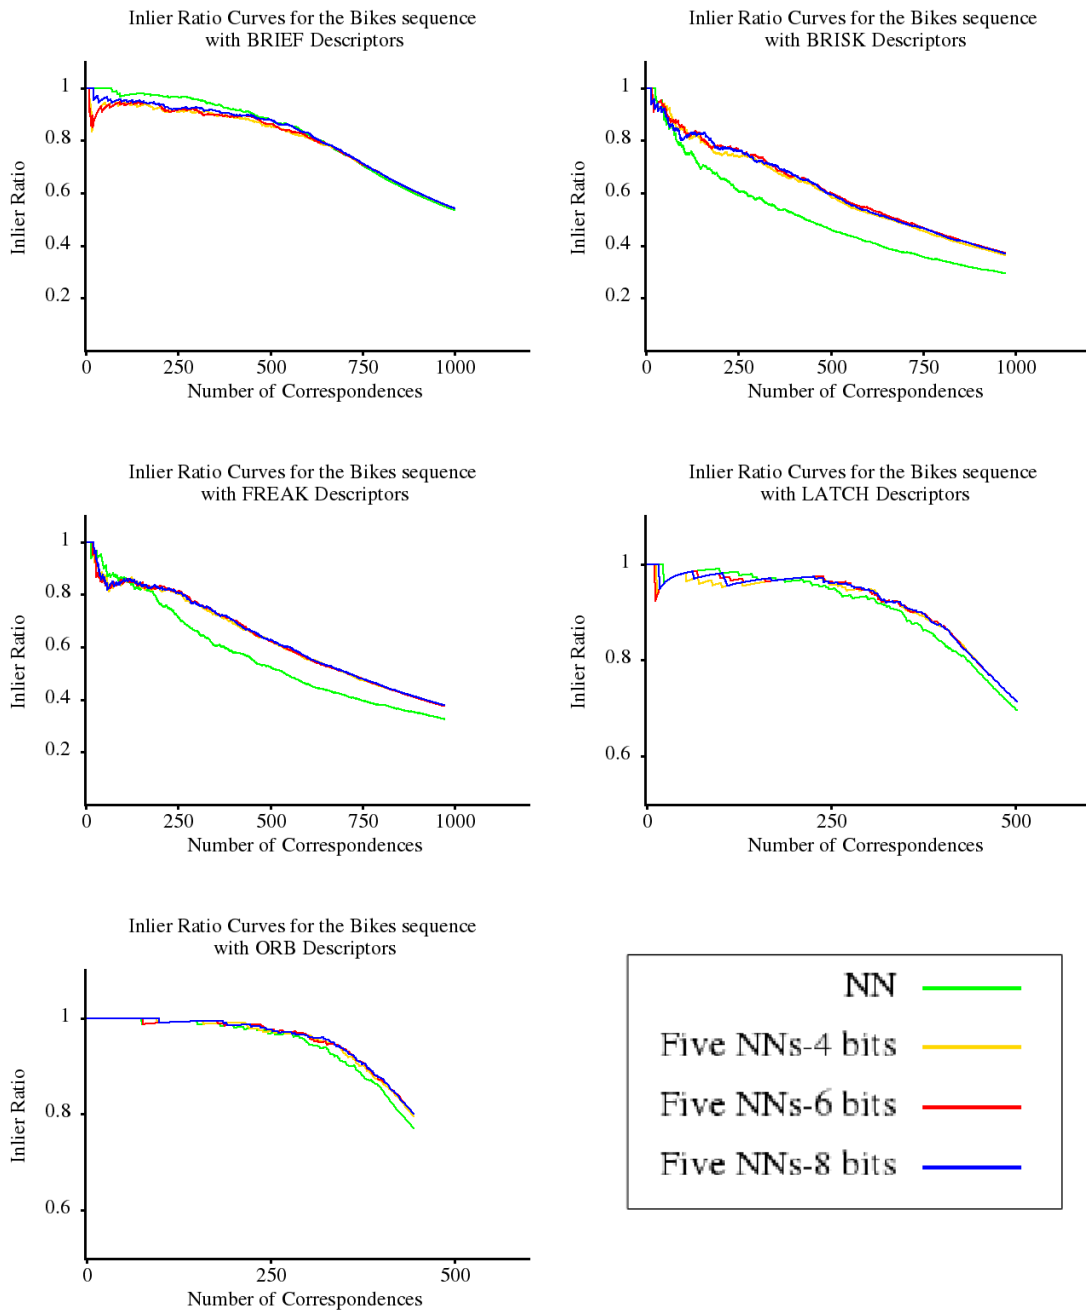 Inlier Ratio Curves for the Bikes sequence
with BRIEF Descriptors
1
0.8
0.6
0.4
0.2
Inlier Ratio
0 250 500 750 1000
Number of Correspondences
Inlier Ratio Curves for the Bikes sequence
with BRISK Descriptors
1
0.8
0.6
0.4
0.2
Inlier Ratio
0 250 500 750 1000
Number of Correspondences
Inlier Ratio Curves for the Bikes sequence
with FREAK Descriptors
1
0.8
0.6
0.4
0.2
Inlier Ratio
0 250 500 750 1000
Number of Correspondences
Inlier Ratio Curves for the Bikes sequence
with LATCH Descriptors
1
0.8
0.6
Inlier Ratio
0 250 500
Number of Correspondences
Inlier Ratio Curves for the Bikes sequence
with ORB Descriptors
1
0.8
0.6
Inlier Ratio
0 250 500
Number of Correspondences
NN
Five NNs-4 bits
Five NNs-6 bits
Five NNs-8 bits